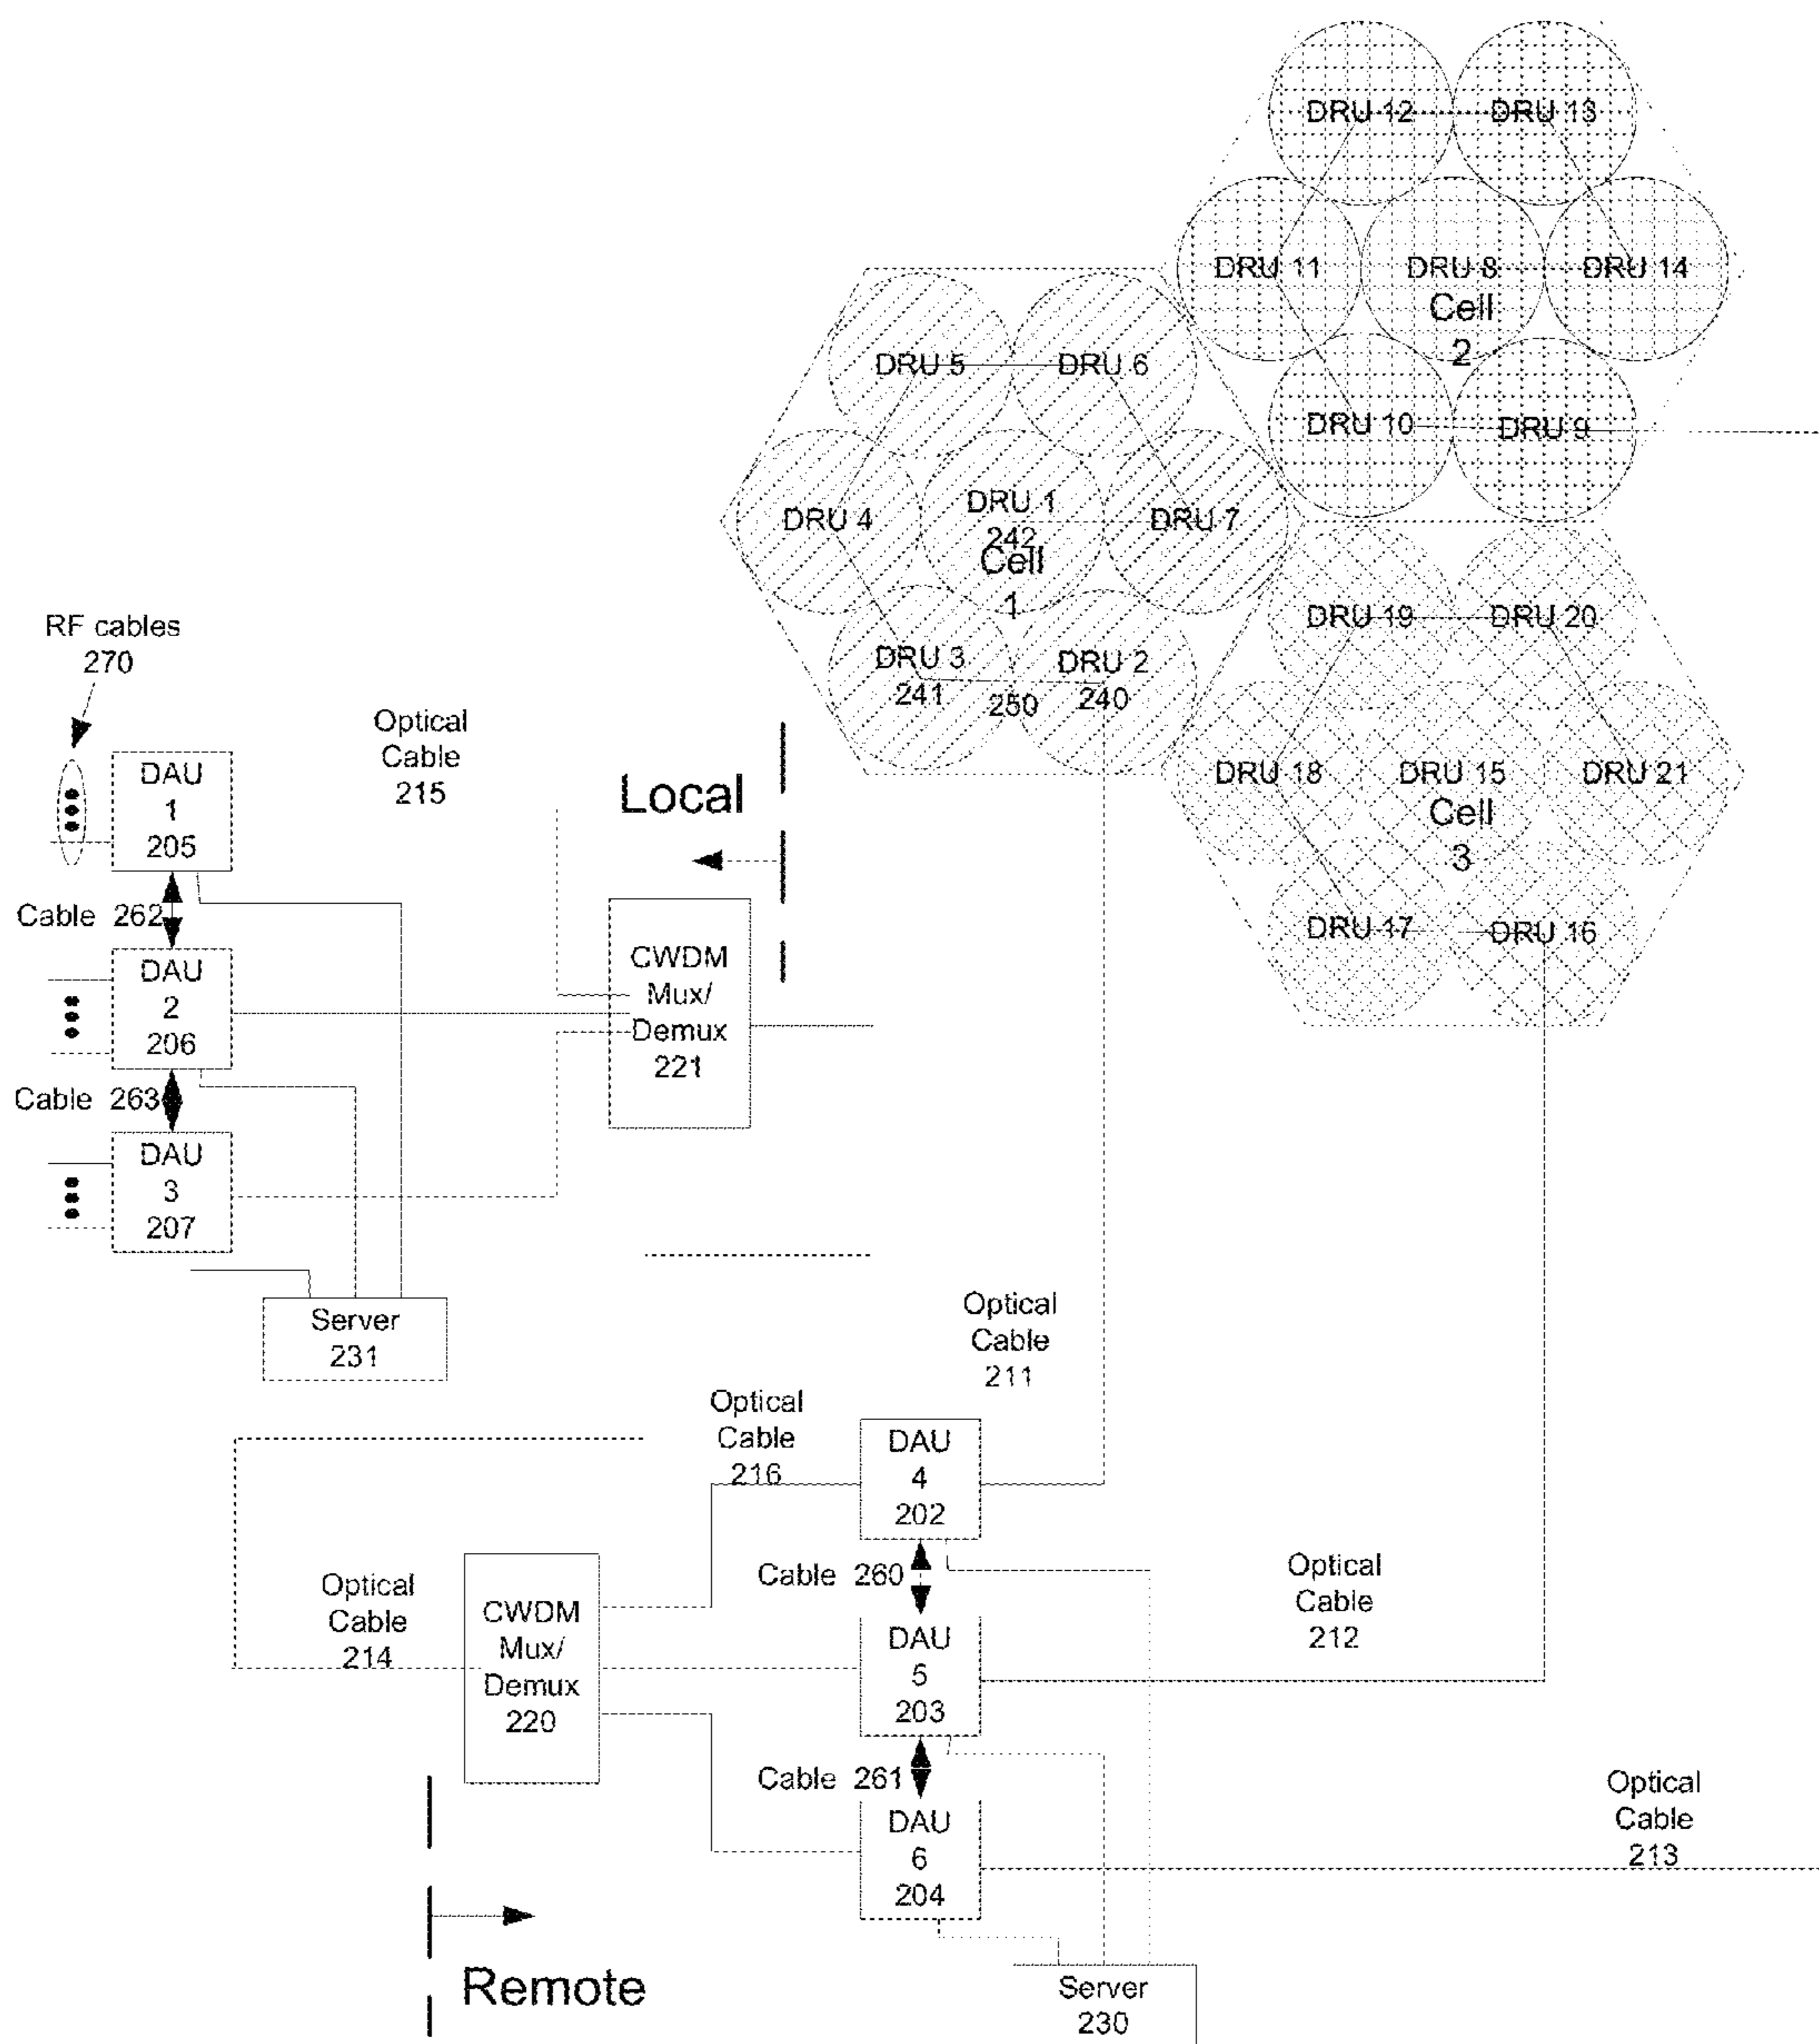 DRU 12
DRU 13
DRU 11
DRU 8
DRU 14
Cell
2
DRU 10
DRU 9
DRU 5
DRU 6
DRU 4
DRU 1
242
DRU 7
Cell
1
DRU 3
241
250
DRU 2
240
DRU 19
DRU 20
DRU 18
DRU 15
DRU 21
Cell
3
DRU 17
DRU 16
RF cables
270
Optical
Cable
215
Local
DAU
1
205
Cable 262
DAU
2
206
Cable 263
DAU
3
207
CWDM
Mux/
Demux
221
Server
231
Optical
Cable
211
Optical
Cable
216
DAU
4
202
Cable 260
Optical
Cable
214
CWDM
Mux/
Demux
220
DAU
5
203
Optical
Cable
212
Cable 261
DAU
6
204
Optical
Cable
213
Remote
Server
230